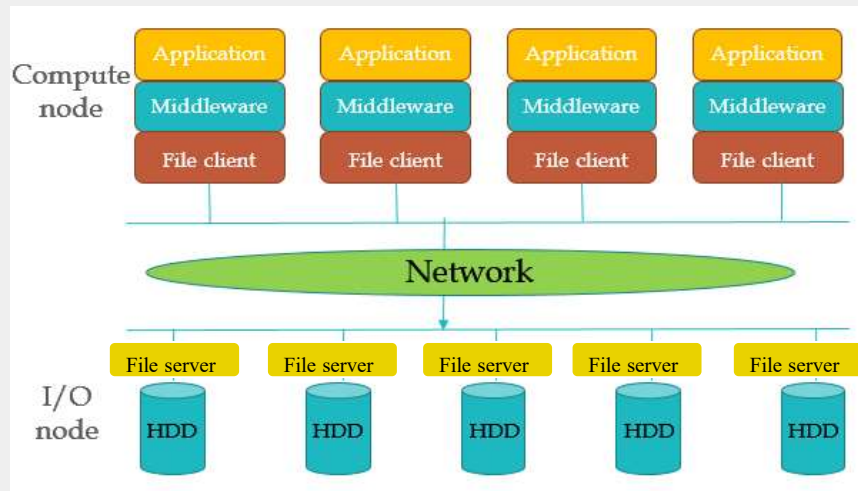 Application Application Application Application
Compute
node
Middleware Middleware Middleware Middleware
File client File client File client File client
Network
File server File server File server File server File server
I/O
node
HDD HDD HDD HDD HDD